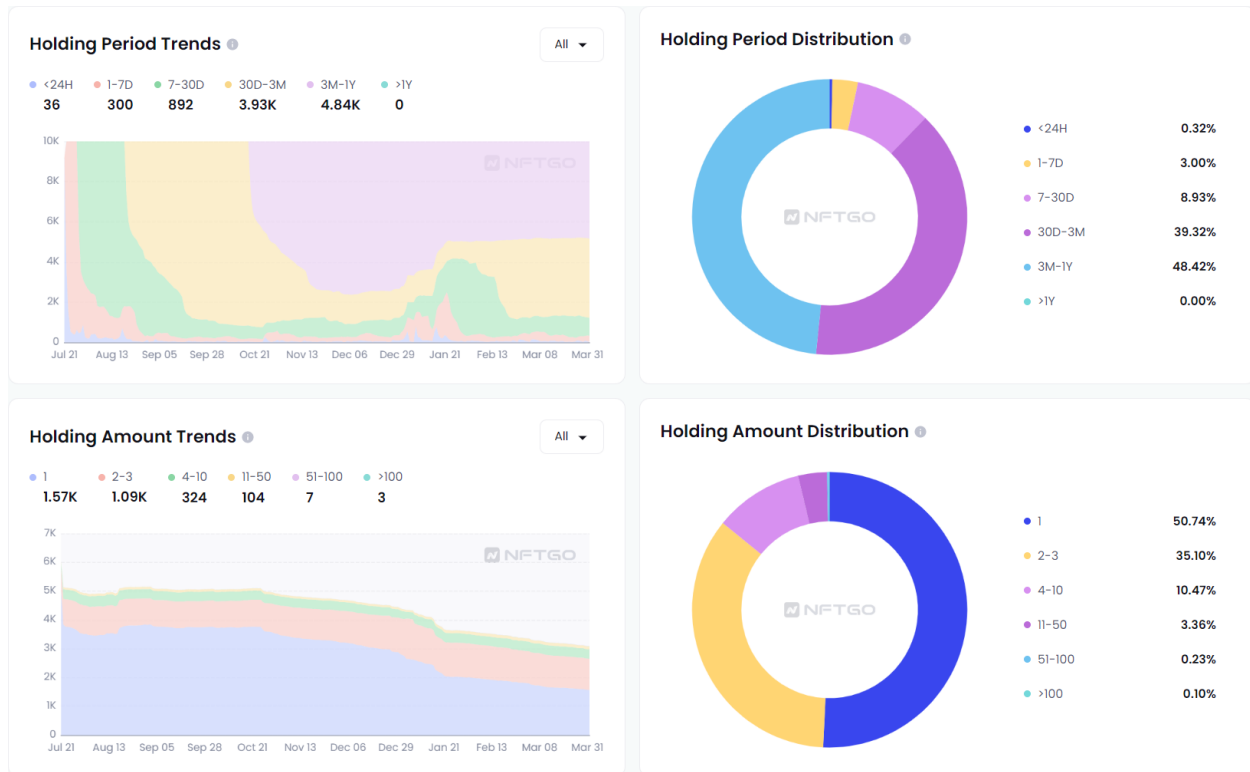 Holding Period Trends
All
<24H 1-7D 7-30D 30D-3M 3M-1Y >1Y
36 300 892 3.93K 4.84K 0
10K
8K
6K
4K
2K
0
NFTGO
Jul 21 Aug 13 Sep 05 Sep 28 Oct 21 Nov 13 Dec 06 Dec 29 Jan 21 Feb 13 Mar 08 Mar 31
Holding Period Distribution
NFTGO
<24H 0.32%
1-7D 3.00%
7-30D 8.93%
30D-3M 39.32%
3M-1Y 48.42%
>1Y 0.00%
Holding Amount Trends
All
1 2-3 4-10 11-50 51-100 >100
1.57K 1.09K 324 104 7 3
7K
6K
5K
4K
3K
2K
1K
0
NFTGO
Jul 21 Aug 13 Sep 05 Sep 28 Oct 21 Nov 13 Dec 06 Dec 29 Jan 21 Feb 13 Mar 08 Mar 31
Holding Amount Distribution
NFTGO
1 50.74%
2-3 35.10%
4-10 10.47%
11-50 3.36%
51-100 0.23%
>100 0.10%